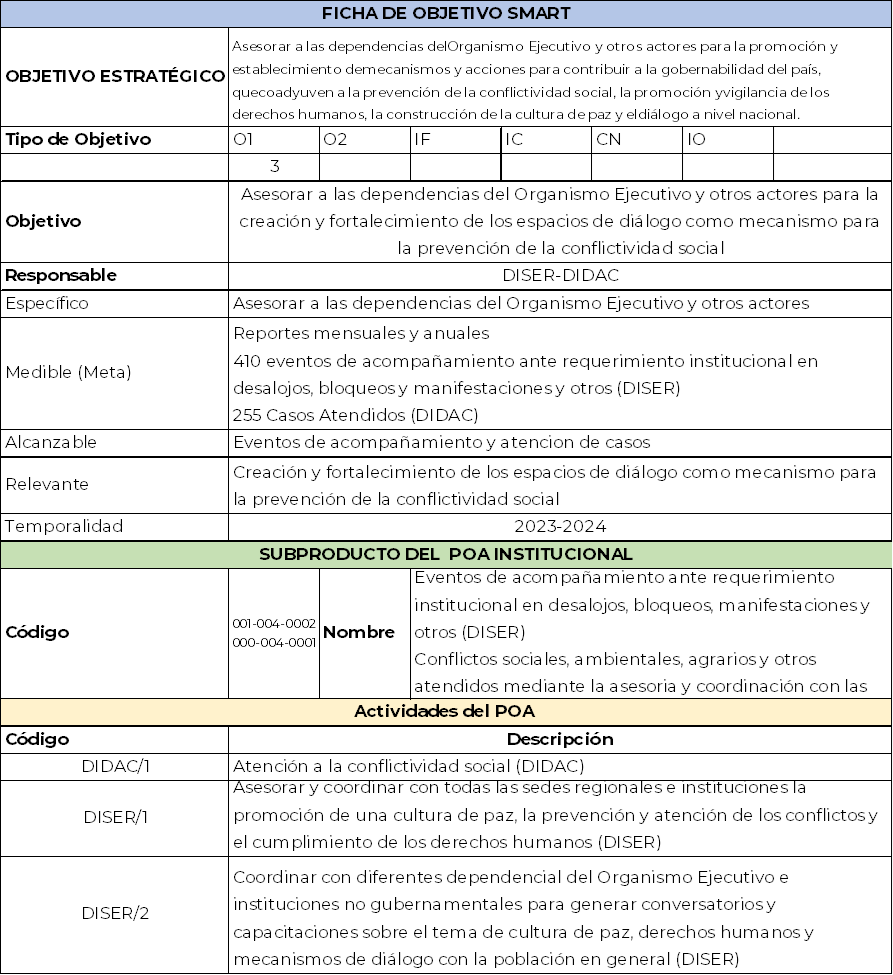 FICHA DE OBJETIVO SMART
OBJETIVO ESTRATÉGICO
Asesorar a las dependencias delOrganismo Ejecutivo y otros actores para la promoción y
establecimiento demecanismos y acciones para contribuir a la gobernabilidad del país,
quecoadyuven a la prevención de la conflictividad social, la promoción yvigilancia de los
derechos humanos, la construcción de la cultura de paz y eldiálogo a nivel nacional.
Tipo de Objetivo O1 O2 IF IC CN IO
3
Objetivo
Asesorar a las dependencias del Organismo Ejecutivo y otros actores para la
creación y fortalecimiento de los espacios de diálogo como mecanismo para
la prevención de la conflictividad social
Responsable DISER-DIDAC
Específico Asesorar a las dependencias del Organismo Ejecutivo y otros actores
Medible (Meta)
Reportes mensuales y anuales
410 eventos de acompañamiento ante requerimiento institucional en
desalojos, bloqueos y manifestaciones y otros (DISER)
255 Casos Atendidos (DIDAC)
Alcanzable Eventos de acompañamiento y atencion de casos
Relevante
Creación y fortalecimiento de los espacios de diálogo como mecanismo para
la prevención de la conflictividad social
Temporalidad 2023-2024
SUBPRODUCTO DEL POA INSTITUCIONAL
Código
001-004-0002
000-004-0001
Nombre
Eventos de acompañamiento ante requerimiento
institucional en desalojos, bloqueos, manifestaciones y
otros (DISER)
Conflictos sociales, ambientales, agrarios y otros
atendidos mediante la asesoria y coordinación con las
Actividades del POA
Código Descripción
DIDAC/1 Atención a la conflictividad social (DIDAC)
DISER/1
Asesorar y coordinar con todas las sedes regionales e instituciones la
promoción de una cultura de paz, la prevención y atención de los conflictos y
el cumplimiento de los derechos humanos (DISER)
DISER/2
Coordinar con diferentes dependencial del Organismo Ejecutivo e
instituciones no gubernamentales para generar conversatorios y
capacitaciones sobre el tema de cultura de paz, derechos humanos y
mecanismos de diálogo con la población en general (DISER)